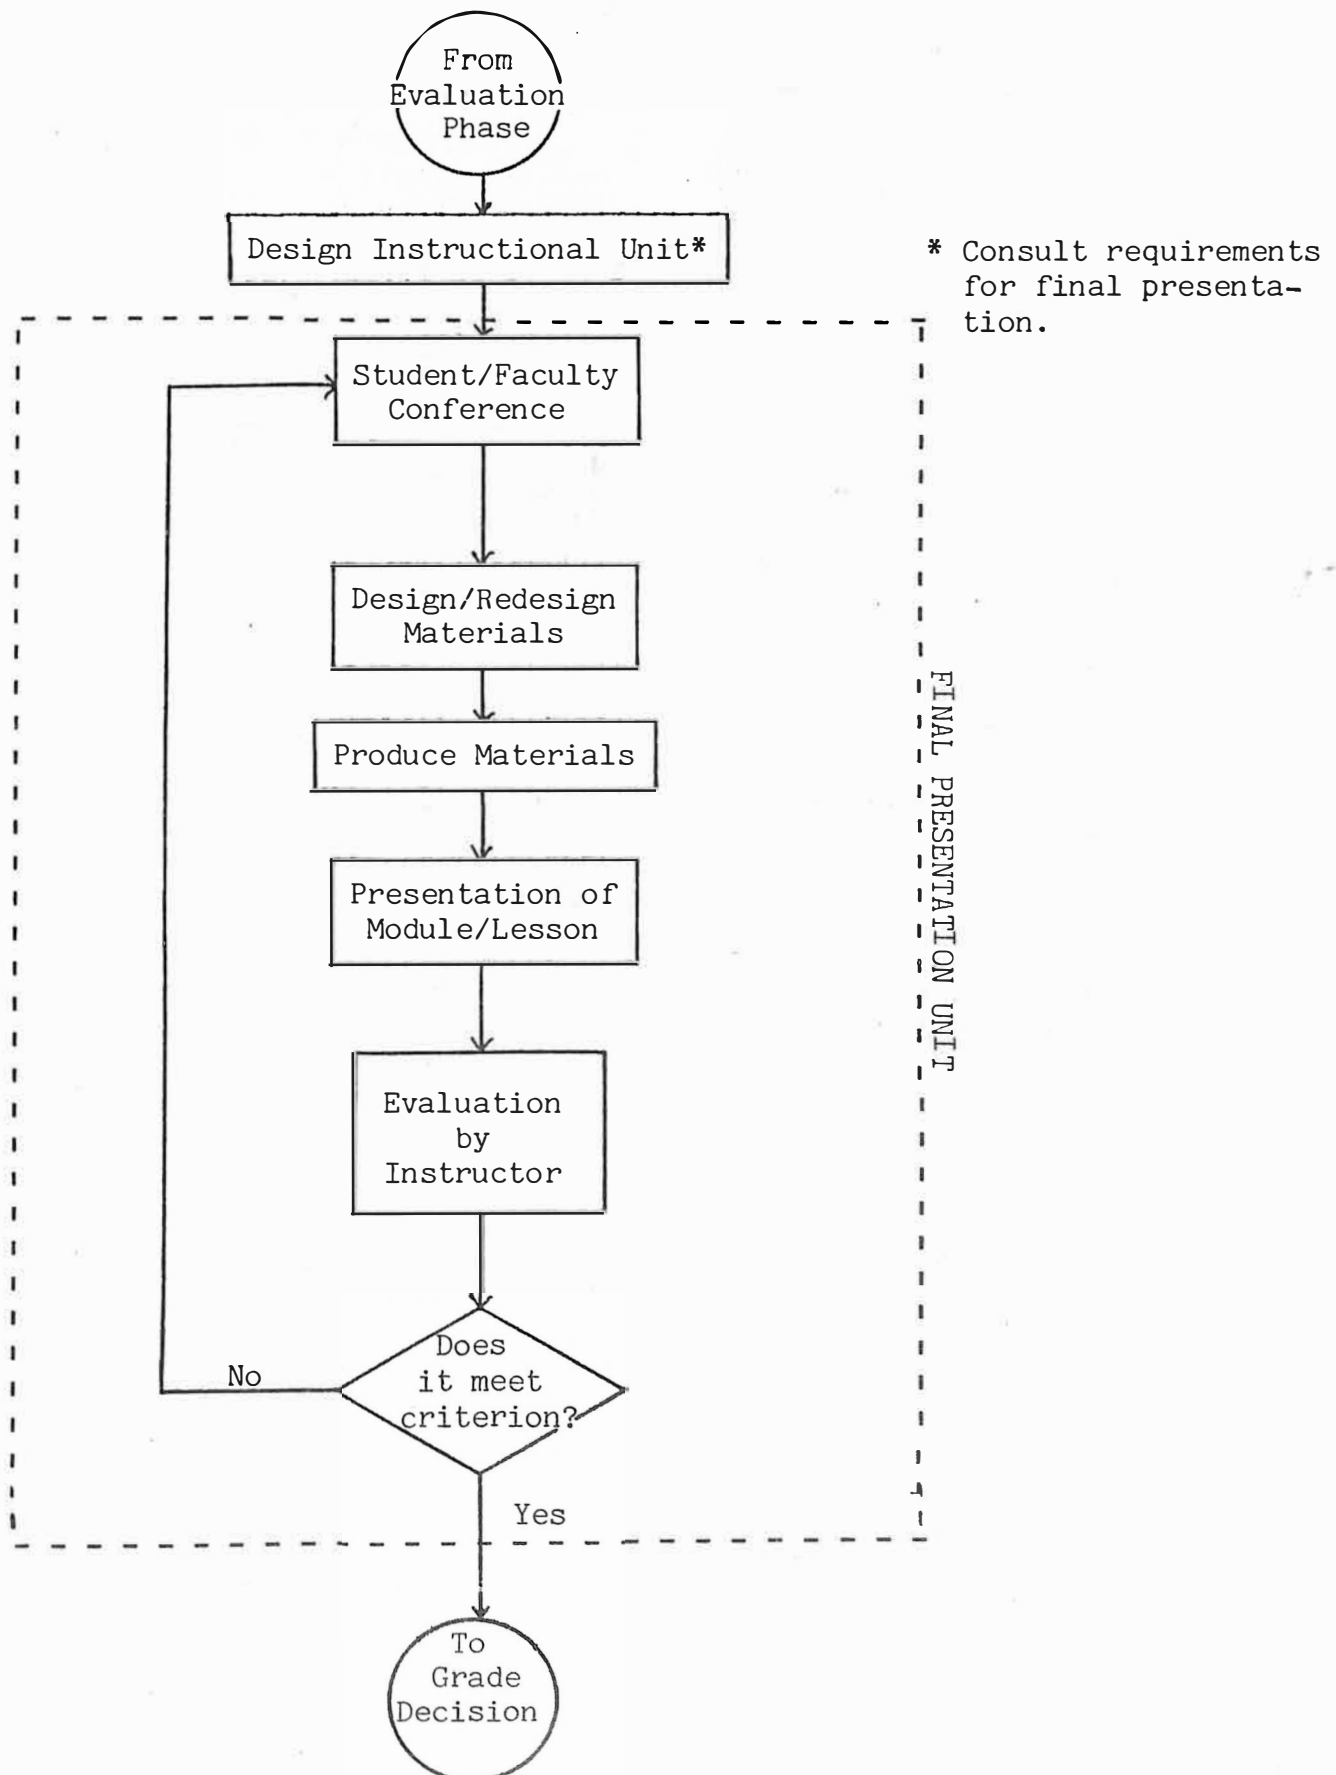 From
Evaluation
Phase
Design Instructional Unit*
* Consult requirements
for final presenta-
tion.
Student/Faculty
Conference
Design/Redesign
Materials
Produce Materials
Presentation of
Module/Lesson
FINAL PRESENTATION UNIT
Evaluation
by
Instructor
Does
it meet
criterion?
No
Yes
To
Grade
Decision